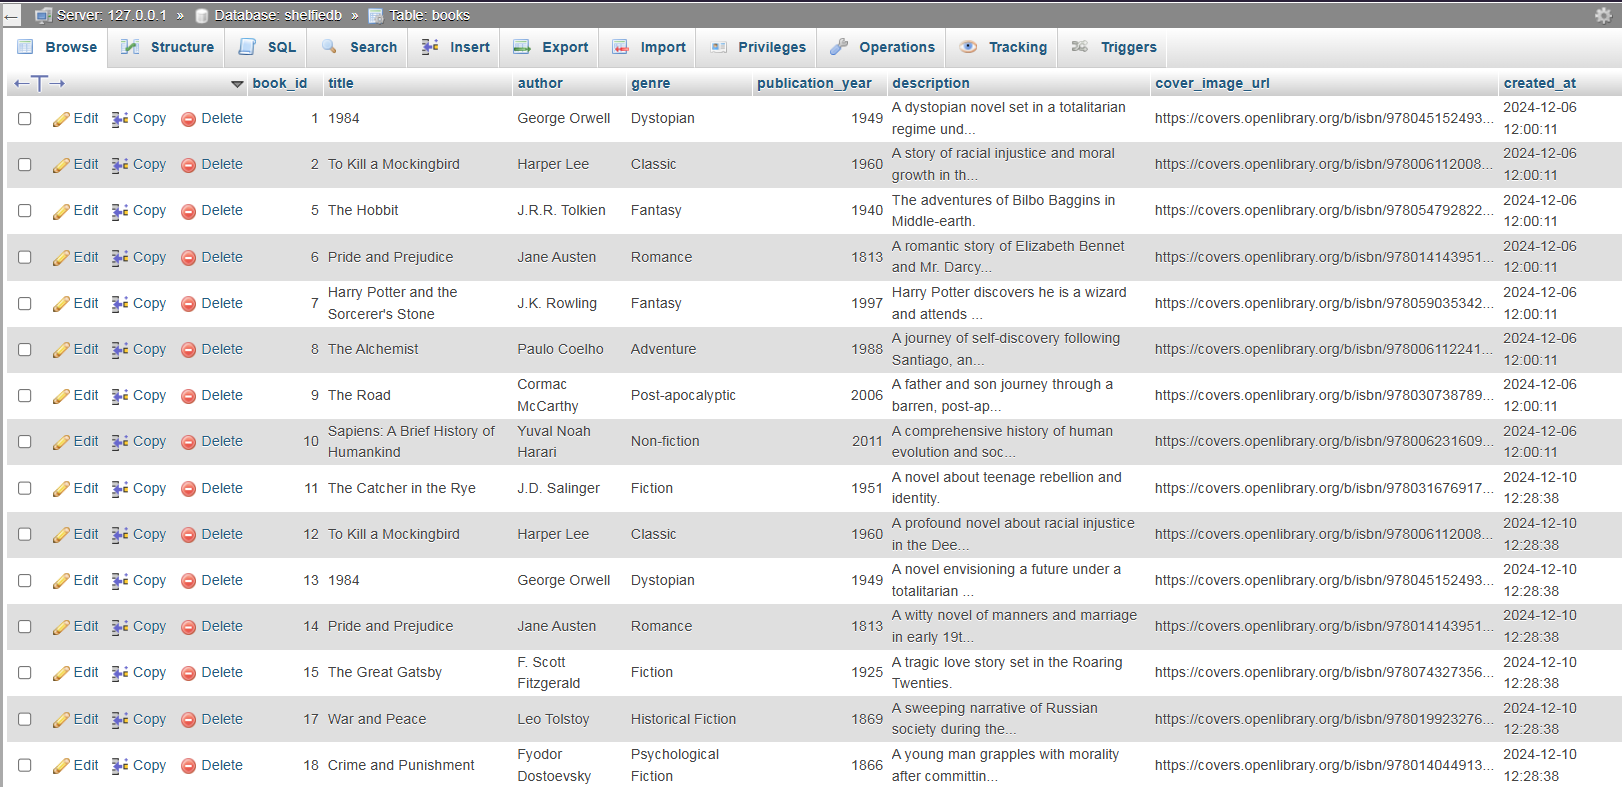 Server: 127.0.0.1 » Database: shelfiedb » Table: books
Browse Structure SQL Search Insert Export Import Privileges Operations Tracking Triggers
←T→ book_id title author genre publication_year description cover_image_url created_at
Edit Copy Delete 1 1984 George Orwell Dystopian 1949 A dystopian novel set in a totalitarian regime und... https://covers.openlibrary.org/b/isbn/978045152493... 2024-12-06 12:00:11
Edit Copy Delete 2 To Kill a Mockingbird Harper Lee Classic 1960 A story of racial injustice and moral growth in th... https://covers.openlibrary.org/b/isbn/978006112008... 2024-12-06 12:00:11
Edit Copy Delete 5 The Hobbit J.R.R. Tolkien Fantasy 1940 The adventures of Bilbo Baggins in Middle-earth. https://covers.openlibrary.org/b/isbn/978054792822... 2024-12-06 12:00:11
Edit Copy Delete 6 Pride and Prejudice Jane Austen Romance 1813 A romantic story of Elizabeth Bennet and Mr. Darcy... https://covers.openlibrary.org/b/isbn/978014143951... 2024-12-06 12:00:11
Edit Copy Delete 7 Harry Potter and the Sorcerer's Stone J.K. Rowling Fantasy 1997 Harry Potter discovers he is a wizard and attends ... https://covers.openlibrary.org/b/isbn/978059035342... 2024-12-06 12:00:11
Edit Copy Delete 8 The Alchemist Paulo Coelho Adventure 1988 A journey of self-discovery following Santiago, an... https://covers.openlibrary.org/b/isbn/978006112241... 2024-12-06 12:00:11
Edit Copy Delete 9 The Road Cormac McCarthy Post-apocalyptic 2006 A father and son journey through a barren, post-ap... https://covers.openlibrary.org/b/isbn/978030738789... 2024-12-06 12:00:11
Edit Copy Delete 10 Sapiens: A Brief History of Humankind Yuval Noah Harari Non-fiction 2011 A comprehensive history of human evolution and soc... https://covers.openlibrary.org/b/isbn/978006231609... 2024-12-06 12:00:11
Edit Copy Delete 11 The Catcher in the Rye J.D. Salinger Fiction 1951 A novel about teenage rebellion and identity. https://covers.openlibrary.org/b/isbn/978031676917... 2024-12-10 12:28:38
Edit Copy Delete 12 To Kill a Mockingbird Harper Lee Classic 1960 A profound novel about racial injustice in the Dee... https://covers.openlibrary.org/b/isbn/978006112008... 2024-12-10 12:28:38
Edit Copy Delete 13 1984 George Orwell Dystopian 1949 A novel envisioning a future under a totalitarian ... https://covers.openlibrary.org/b/isbn/978045152493... 2024-12-10 12:28:38
Edit Copy Delete 14 Pride and Prejudice Jane Austen Romance 1813 A witty novel of manners and marriage in early 19t... https://covers.openlibrary.org/b/isbn/978014143951... 2024-12-10 12:28:38
Edit Copy Delete 15 The Great Gatsby F. Scott Fitzgerald Fiction 1925 A tragic love story set in the Roaring Twenties. https://covers.openlibrary.org/b/isbn/978074327356... 2024-12-10 12:28:38
Edit Copy Delete 17 War and Peace Leo Tolstoy Historical Fiction 1869 A sweeping narrative of Russian society during the... https://covers.openlibrary.org/b/isbn/978019923276... 2024-12-10 12:28:38
Edit Copy Delete 18 Crime and Punishment Fyodor Dostoevsky Psychological Fiction 1866 A young man grapples with morality after committin... https://covers.openlibrary.org/b/isbn/978014044913... 2024-12-10 12:28:38